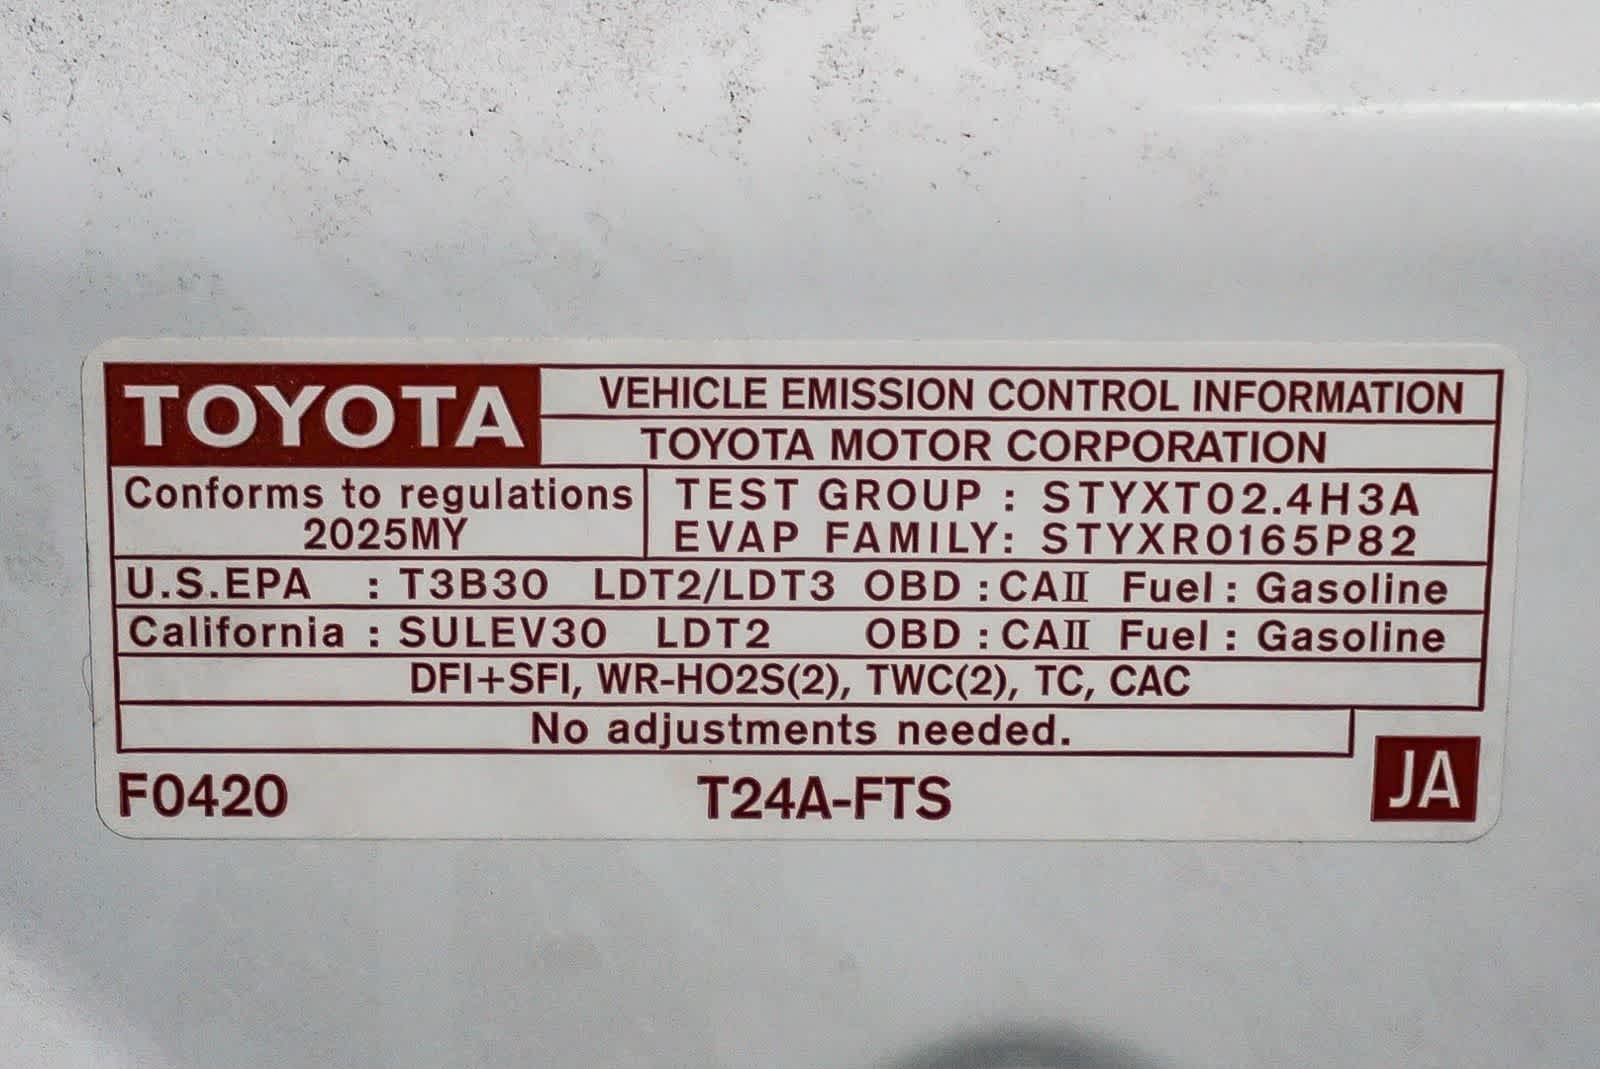 TOYOTA
VEHICLE EMISSION CONTROL INFORMATION
TOYOTA MOTOR CORPORATION
Conforms to regulations
2025MY
TEST GROUP : STYXT02.4H3A
EVAP FAMILY: STYXR0165P82
U.S.EPA : T3B30 LDT2/LDT3 OBD : CAII Fuel : Gasoline
California : SULEV30 LDT2 OBD : CAII Fuel : Gasoline
DFI+SFI, WR-HO2S(2), TWC(2), TC, CAC
No adjustments needed.
F0420 T24A-FTS JA